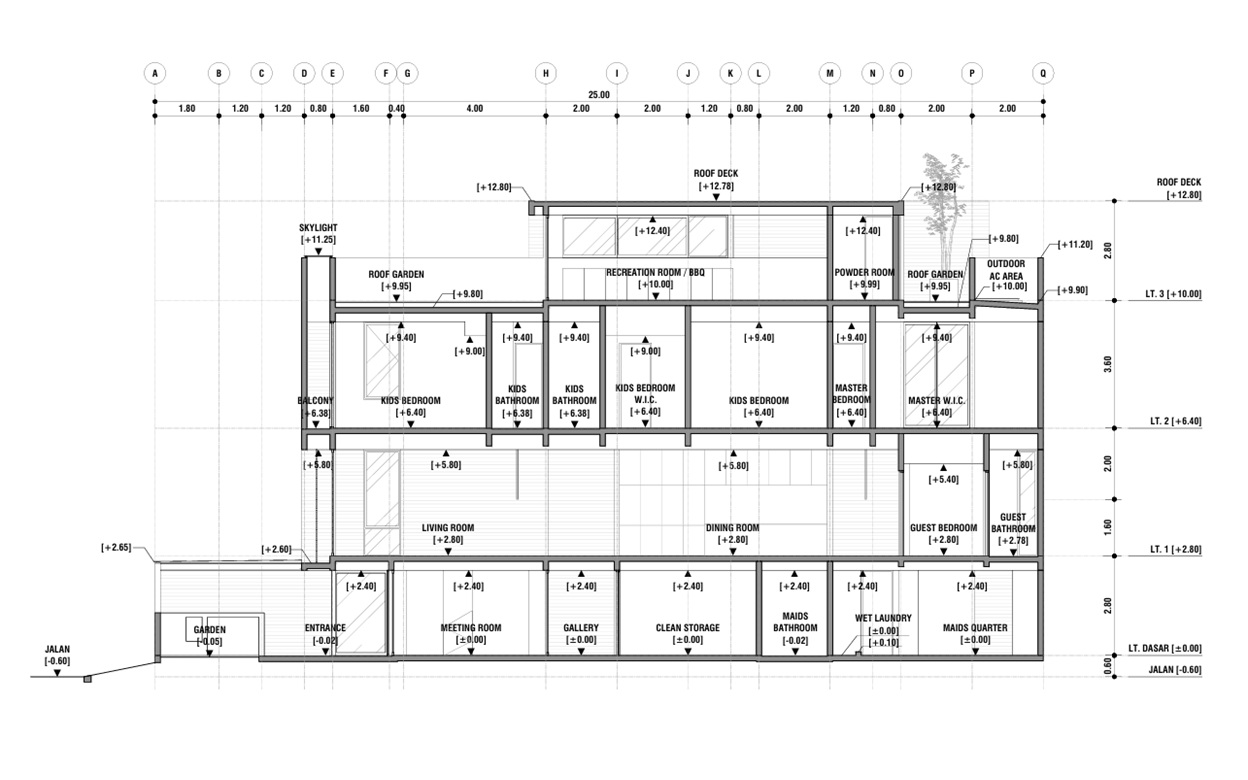 A B C D E F G H I J K L M N O P Q
25.00
1.80 1.20 1.20 0.80 1.60 0.40 4.00 2.00 2.00 1.20 0.80 2.00 1.20 0.80 2.00 2.00
ROOF DECK
[+12.78]
[+12.80]
[+12.80]
ROOF DECK
[+12.80]
[+12.40]
[+12.40]
SKYLIGHT
[+11.25]
[+9.80]
[+11.20]
2.80
ROOF GARDEN
[+9.95]
[+9.80]
RECREATION ROOM / BBQ
[+10.00]
POWDER ROOM
[+9.99]
ROOF GARDEN
[+9.95]
OUTDOOR
AC AREA
[+10.00]
[+9.90]
LT. 3 [+10.00]
[+9.40]
[+9.00]
[+9.40]
[+9.40]
[+9.00]
[+9.40]
[+9.40]
[+9.40]
3.60
BALCONY
[+6.38]
KIDS BEDROOM
[+6.40]
KIDS
BATHROOM
[+6.38]
KIDS
BATHROOM
[+6.38]
KIDS BEDROOM
W.I.C.
[+6.40]
KIDS BEDROOM
[+6.40]
MASTER
BEDROOM
[+6.40]
MASTER W.I.C.
[+6.40]
LT. 2 [+6.40]
[+5.80]
[+5.80]
[+5.80]
[+5.40]
[+5.80]
2.00
LIVING ROOM
[+2.80]
DINING ROOM
[+2.80]
GUEST BEDROOM
[+2.80]
GUEST
BATHROOM
[+2.78]
1.60
[+2.65]
[+2.60]
LT. 1 [+2.80]
[+2.40]
[+2.40]
[+2.40]
[+2.40]
[+2.40]
[+2.40]
[+2.40]
2.80
GARDEN
[-0.05]
ENTRANCE
[-0.02]
MEETING ROOM
[±0.00]
GALLERY
[±0.00]
CLEAN STORAGE
[±0.00]
MAIDS
BATHROOM
[-0.02]
WET LAUNDRY
[±0.00]
[+0.10]
MAIDS QUARTER
[±0.00]
LT. DASAR [±0.00]
JALAN
[-0.60]
0.60
JALAN [-0.60]